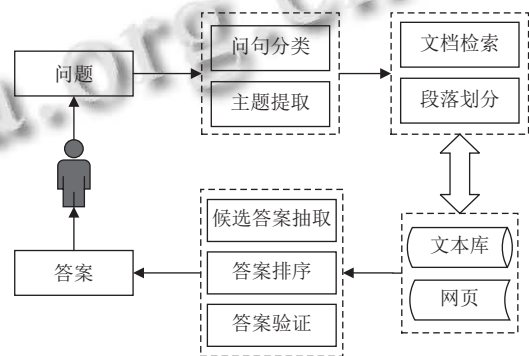 问题
问句分类
主题提取
文档检索
段落划分
文本库
网页
候选答案抽取
答案排序
答案验证
答案